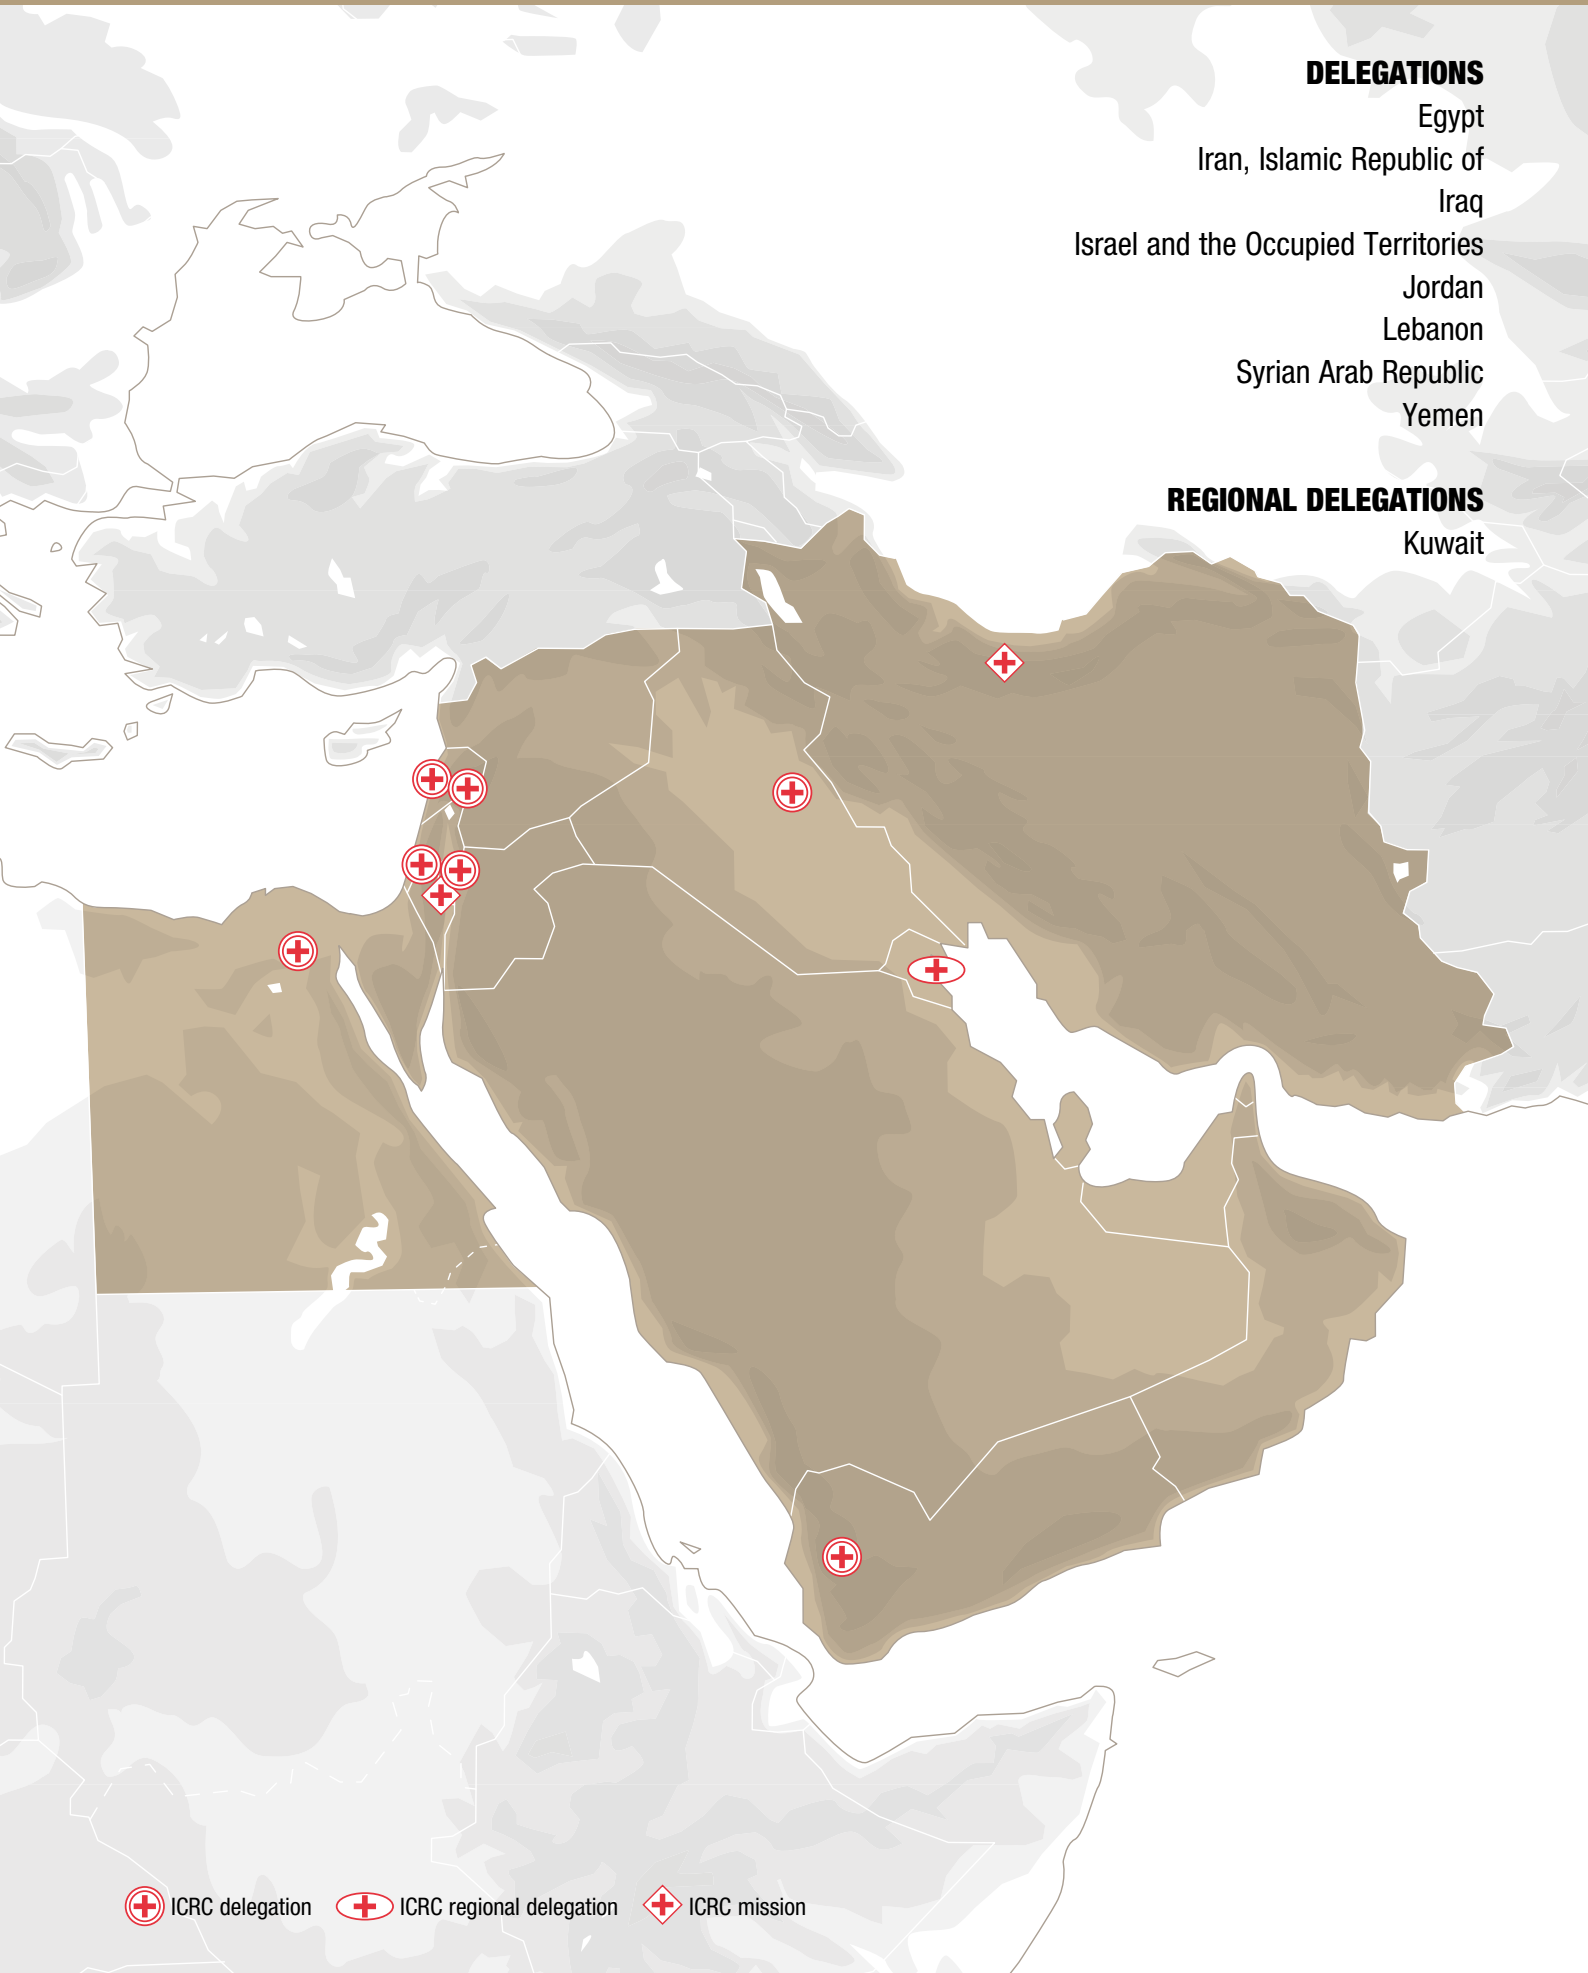 DELEGATIONS
Egypt
Iran, Islamic Republic of
Iraq
Israel and the Occupied Territories
Jordan
Lebanon
Syrian Arab Republic
Yemen
REGIONAL DELEGATIONS
Kuwait
ICRC delegation ICRC regional delegation ICRC mission